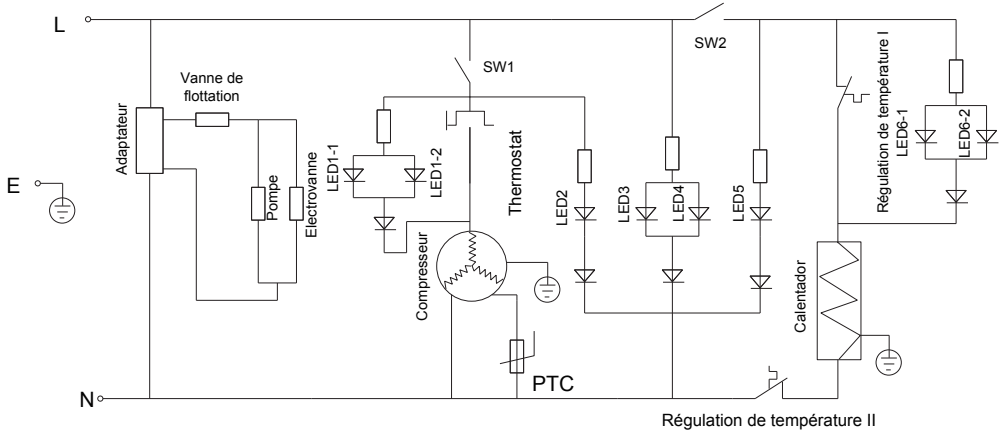 L
SW2
SW1
Vanne de
flottation
Adaptateur
Régulation de température I
LED6-1
LED6-2
LED1-1
LED1-2
Thermostat
E
Pompe
Electrovanne
LED2
LED3
LED4
LED5
Compresseur
Calentador
PTC
N
Régulation de température II